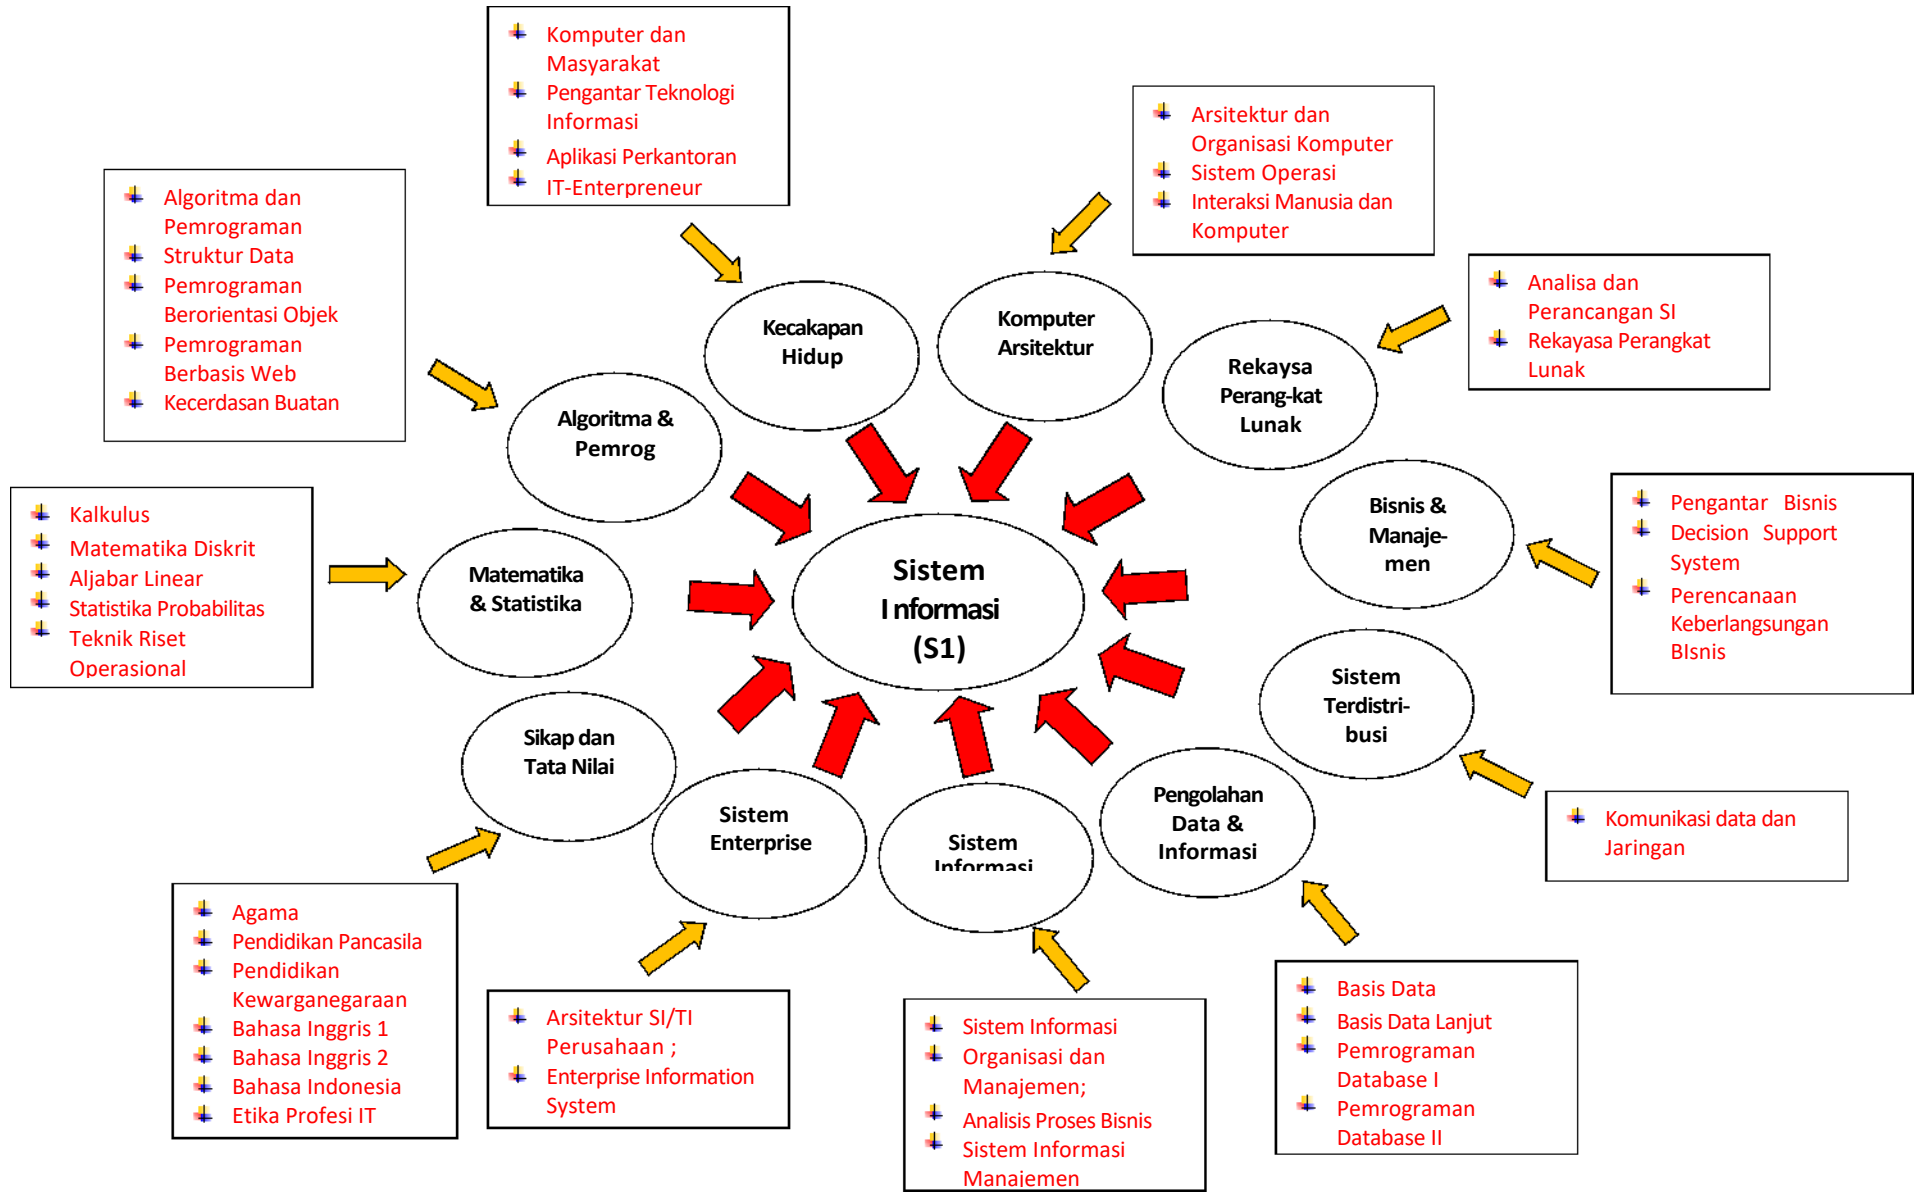 Komputer dan
Masyarakat
Pengantar Teknologi
Informasi
Aplikasi Perkantoran
IT-Enterpreneur
Arsitektur dan
Organisasi Komputer
Sistem Operasi
Interaksi Manusia dan
Komputer
Algoritma dan
Pemrograman
Struktur Data
Pemrograman
Berorientasi Objek
Pemrograman
Berbasis Web
Kecerdasan Buatan
Analisa dan
Perancangan SI
Rekayasa Perangkat
Lunak
Kecakapan
Hidup
Komputer
Arsitektur
Rekaysa
Perang-kat
Lunak
Algoritma &
Pemrog
Bisnis &
Manaje-
men
Kalkulus
Matematika Diskrit
Aljabar Linear
Statistika Probabilitas
Teknik Riset
Operasional
Matematika
& Statistika
Sistem
Informasi
(S1)
Pengantar Bisnis
Decision Support
System
Perencanaan
Keberlangsungan
BIsnis
Sistem
Terdistri-
busi
Sikap dan
Tata Nilai
Sistem
Enterprise
Sistem
Informasi
Pengolahan
Data &
Informasi
Komunikasi data dan
Jaringan
Agama
Pendidikan Pancasila
Pendidikan
Kewarganegaraan
Bahasa Inggris 1
Bahasa Inggris 2
Bahasa Indonesia
Etika Profesi IT
Arsitektur SI/TI
Perusahaan ;
Enterprise Information
System
Sistem Informasi
Organisasi dan
Manajemen;
Analisis Proses Bisnis
Sistem Informasi
Manajemen
Basis Data
Basis Data Lanjut
Pemrograman
Database I
Pemrograman
Database II